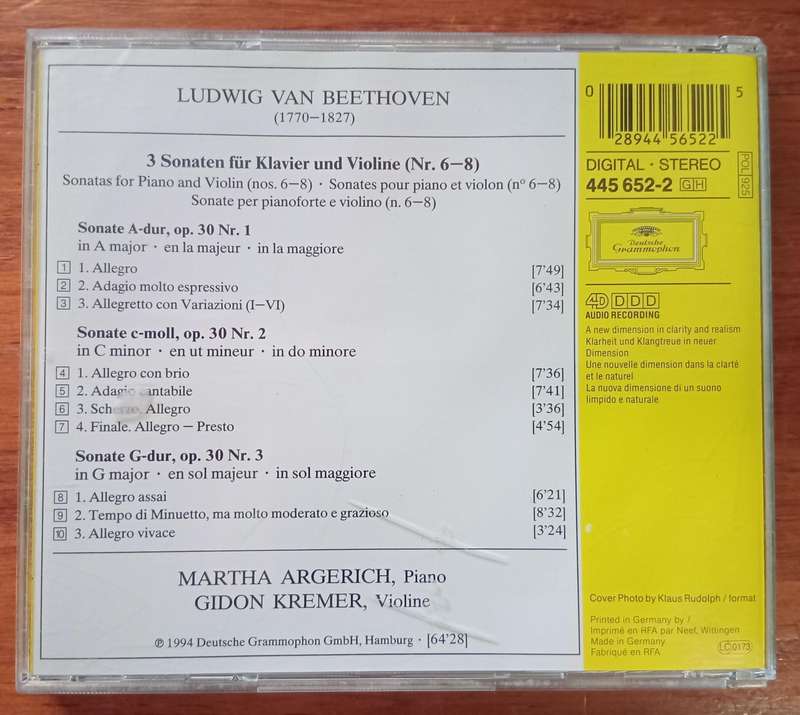 LUDWIG VAN BEETHOVEN
(1770–1827)
3 Sonaten für Klavier und Violine (Nr. 6–8)
Sonatas for Piano and Violin (nos. 6–8) · Sonates pour piano et violon (nº 6–8)
Sonate per pianoforte e violino (n. 6–8)
Sonate A-dur, op. 30 Nr. 1
in A major · en la majeur · in la maggiore
1 1. Allegro [7'49]
2 2. Adagio molto espressivo [6'43]
3 3. Allegretto con Variazioni (I–VI) [7'34]
Sonate c-moll, op. 30 Nr. 2
in C minor · en ut mineur · in do minore
4 1. Allegro con brio [7'36]
5 2. Adagio cantabile [7'41]
6 3. Scherzo. Allegro [3'36]
7 4. Finale. Allegro – Presto [4'54]
Sonate G-dur, op. 30 Nr. 3
in G major · en sol majeur · in sol maggiore
8 1. Allegro assai [6'21]
9 2. Tempo di Minuetto, ma molto moderato e grazioso [8'32]
10 3. Allegro vivace [3'24]
MARTHA ARGERICH, Piano
GIDON KREMER, Violine
℗ 1994 Deutsche Grammophon GmbH, Hamburg · [64'28]
0 28944 56522 5
DIGITAL · STEREO
445 652-2 GH
POL 925
Deutsche
Grammophon
4D DDD
AUDIO RECORDING
A new dimension in clarity and realism
Klarheit und Klangtreue in neuer
Dimension
Une nouvelle dimension dans la clarté
et le naturel
La nuova dimensione di un suono
limpido e naturale
Cover Photo by Klaus Rudolph / format
Printed in Germany by /
Imprimé en RFA par Neef, Wittingen
Made in Germany
Fabriqué en RFA
LC 0173